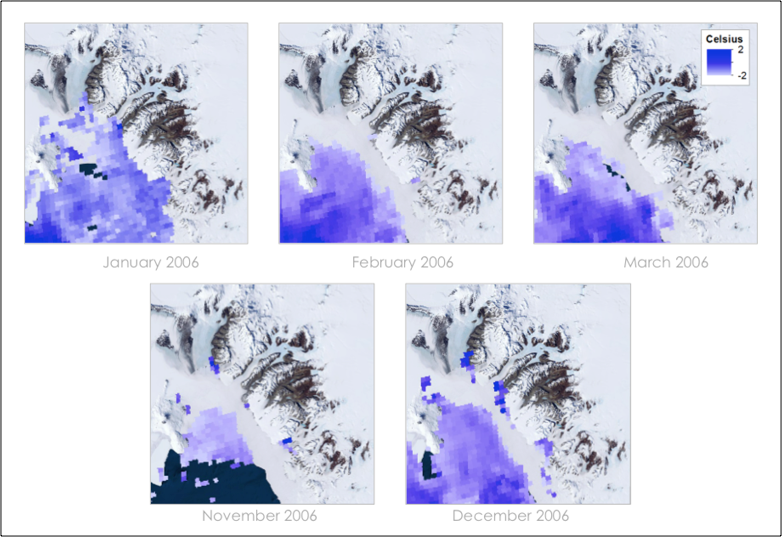 Celsius
2
-2
January 2006
February 2006
March 2006
November 2006
December 2006